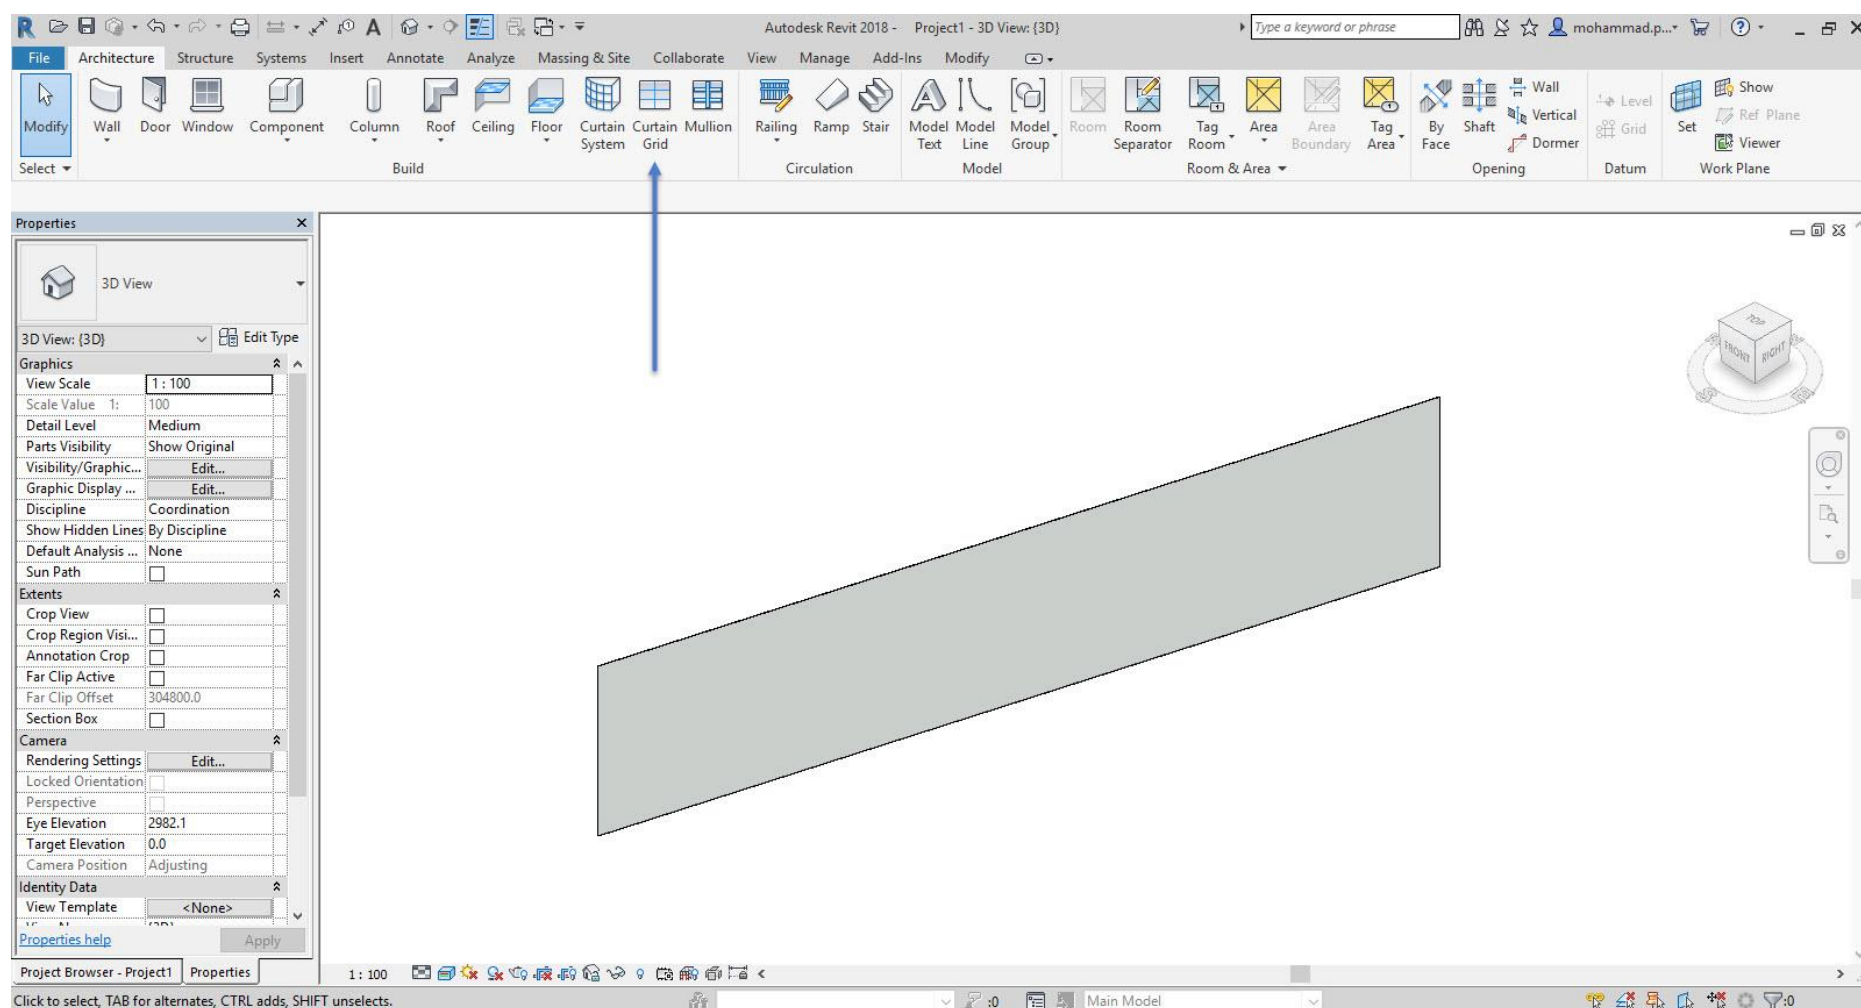 Autodesk Revit 2018 - Project1 - 3D View: {3D}
Type a keyword or phrase
mohammad.p...
File Architecture Structure Systems Insert Annotate Analyze Massing & Site Collaborate View Manage Add-Ins Modify
Modify Wall Door Window Component Column Roof Ceiling Floor Curtain System Curtain Grid Mullion Railing Ramp Stair Model Text Model Line Model Group Room Room Separator Tag Room Area Area Boundary Tag Area By Face Shaft Wall Vertical Dormer Level Grid Set Show Ref Plane Viewer
Select Build Circulation Model Room & Area Opening Datum Work Plane
Properties
3D View
3D View: {3D} Edit Type
Graphics
View Scale 1 : 100
Scale Value 1: 100
Detail Level Medium
Parts Visibility Show Original
Visibility/Graphic... Edit...
Graphic Display ... Edit...
Discipline Coordination
Show Hidden Lines By Discipline
Default Analysis ... None
Sun Path
Extents
Crop View
Crop Region Visi...
Annotation Crop
Far Clip Active
Far Clip Offset 304800.0
Section Box
Camera
Rendering Settings Edit...
Locked Orientation
Perspective
Eye Elevation 2982.1
Target Elevation 0.0
Camera Position Adjusting
Identity Data
View Template <None>
Properties help Apply
Project Browser - Project1 Properties
1 : 100
Click to select, TAB for alternates, CTRL adds, SHIFT unselects.
:0 Main Model :0
TOP
FRONT RIGHT